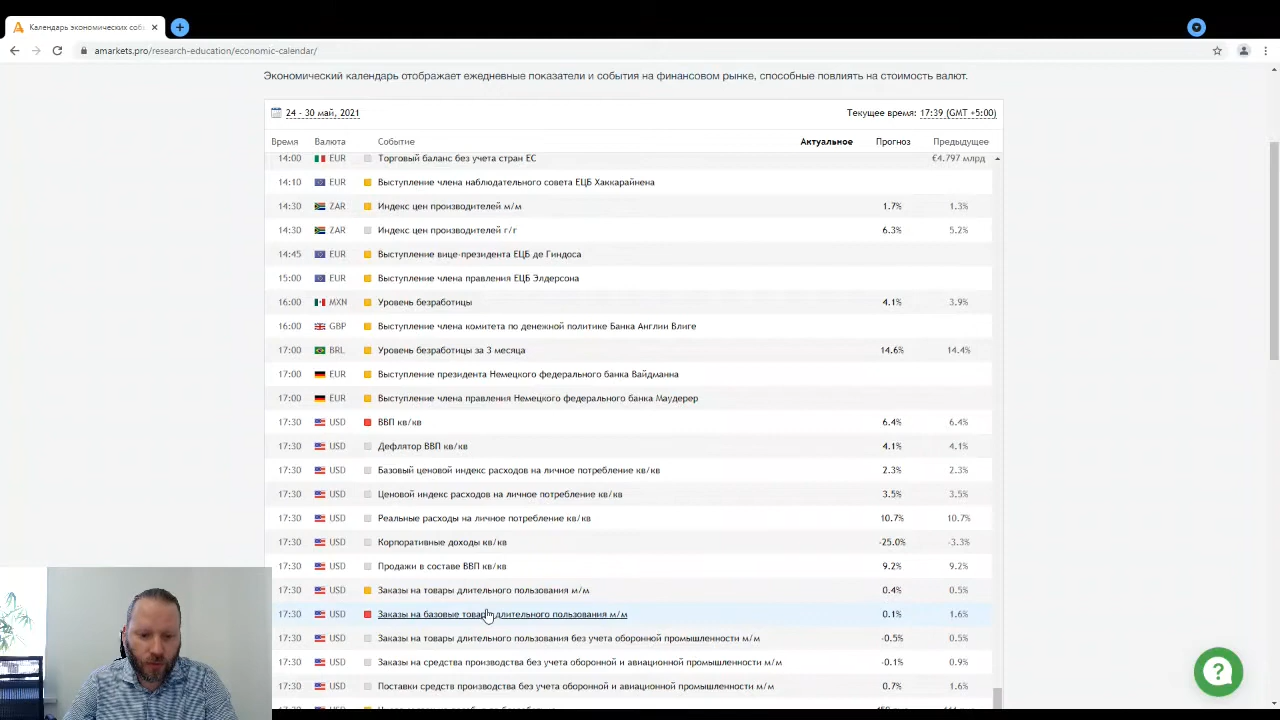 Календарь экономических собы
amarkets.pro/research-education/economic-calendar/
Экономический календарь отображает ежедневные показатели и события на финансовом рынке, способные повлиять на стоимость валют.
24 - 30 май, 2021 Текущее время: 17:39 (GMT +5:00)
Время Валюта Событие Актуальное Прогноз Предыдущее
14:00 EUR Торговый баланс без учета стран ЕС €4.797 млрд
14:10 EUR Выступление члена наблюдательного совета ЕЦБ Хаккарайнена
14:30 ZAR Индекс цен производителей м/м 1.7% 1.3%
14:30 ZAR Индекс цен производителей г/г 6.3% 5.2%
14:45 EUR Выступление вице-президента ЕЦБ де Гиндоса
15:00 EUR Выступление члена правления ЕЦБ Элдерсона
16:00 MXN Уровень безработицы 4.1% 3.9%
16:00 GBP Выступление члена комитета по денежной политике Банка Англии Влиге
17:00 BRL Уровень безработицы за 3 месяца 14.6% 14.4%
17:00 EUR Выступление президента Немецкого федерального банка Вайдманна
17:00 EUR Выступление члена правления Немецкого федерального банка Маудерер
17:30 USD ВВП кв/кв 6.4% 6.4%
17:30 USD Дефлятор ВВП кв/кв 4.1% 4.1%
17:30 USD Базовый ценовой индекс расходов на личное потребление кв/кв 2.3% 2.3%
17:30 USD Ценовой индекс расходов на личное потребление кв/кв 3.5% 3.5%
17:30 USD Реальные расходы на личное потребление кв/кв 10.7% 10.7%
17:30 USD Корпоративные доходы кв/кв -25.0% -3.3%
17:30 USD Продажи в составе ВВП кв/кв 9.2% 9.2%
17:30 USD Заказы на товары длительного пользования м/м 0.4% 0.5%
17:30 USD Заказы на базовые товары длительного пользования м/м 0.1% 1.6%
17:30 USD Заказы на товары длительного пользования без учета оборонной промышленности м/м -0.5% 0.5%
17:30 USD Заказы на средства производства без учета оборонной и авиационной промышленности м/м -0.1% 0.9%
17:30 USD Поставки средств производства без учета оборонной и авиационной промышленности м/м 0.7% 1.6%